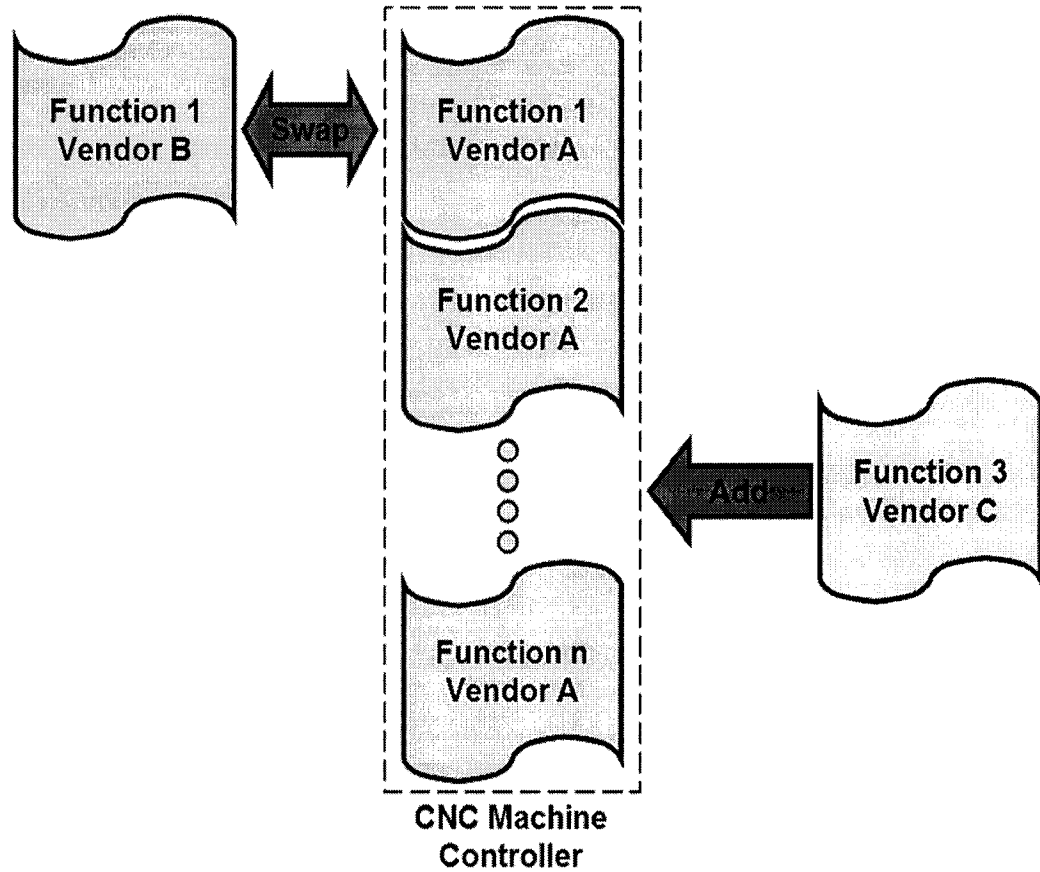 Function 1
Vendor B
Swap
Function 1
Vendor A
Function 2
Vendor A
Add
Function 3
Vendor C
Function n
Vendor A
CNC Machine
Controller